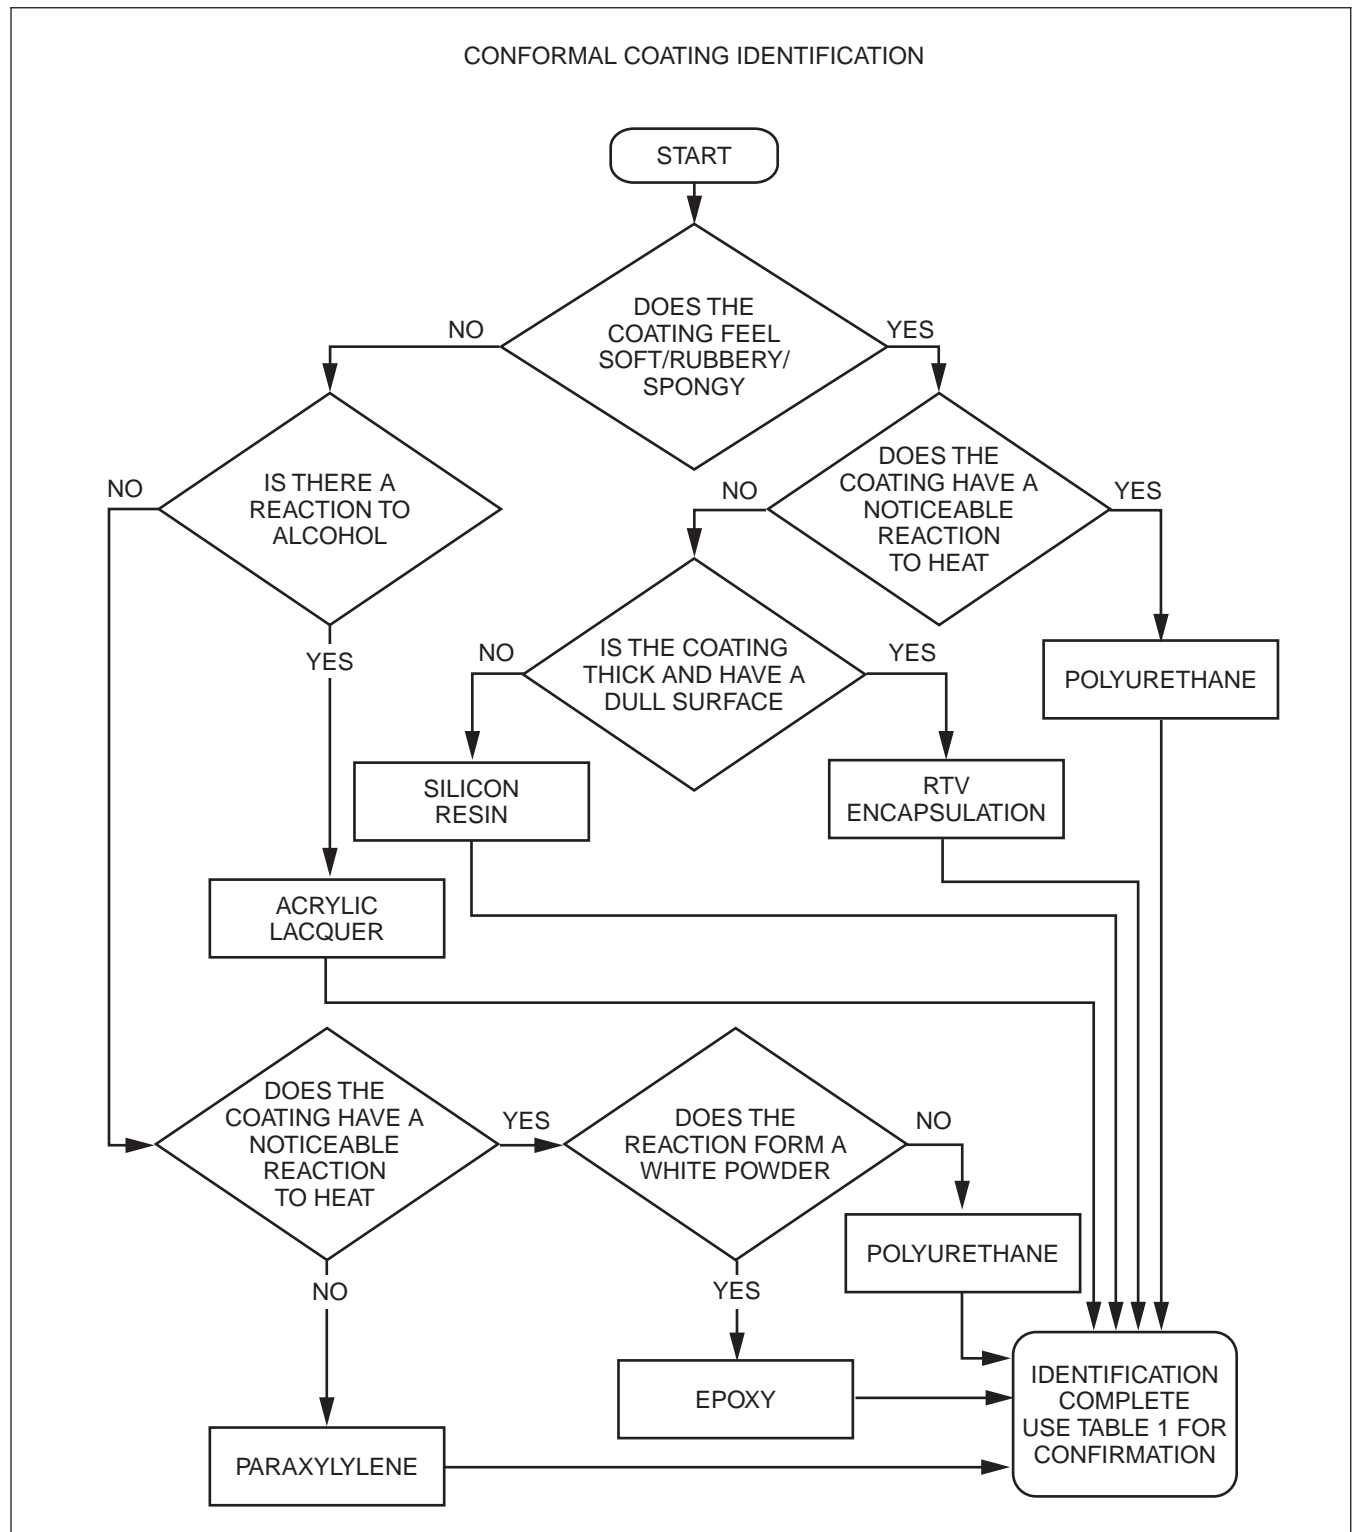 CONFORMAL COATING IDENTIFICATION
START
DOES THE
COATING FEEL
SOFT/RUBBERY/
SPONGY
NO
YES
IS THERE A
REACTION TO
ALCOHOL
NO
YES
DOES THE
COATING HAVE A
NOTICEABLE
REACTION
TO HEAT
NO
YES
IS THE COATING
THICK AND HAVE A
DULL SURFACE
NO
YES
POLYURETHANE
SILICON
RESIN
RTV
ENCAPSULATION
ACRYLIC
LACQUER
DOES THE
COATING HAVE A
NOTICEABLE
REACTION
TO HEAT
YES
NO
DOES THE
REACTION FORM A
WHITE POWDER
NO
YES
POLYURETHANE
EPOXY
PARAXYLYLENE
IDENTIFICATION
COMPLETE
USE TABLE 1 FOR
CONFIRMATION